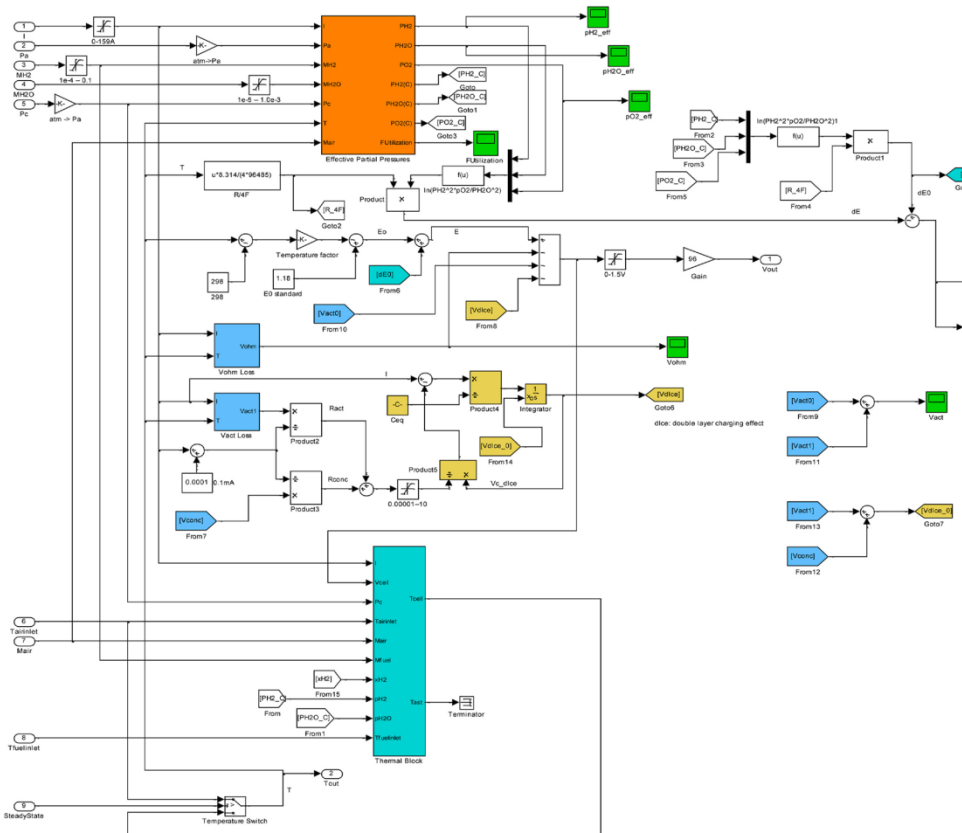 1
I
0-159A
2
Pa
-K-
atm->Pa
3
MH2
1e-4 -- 0.1
4
MH2O
1e-6 -- 1.0e-3
5
Pc
-K-
atm -> Pa
I
Pa
MH2
MH2O
Pc
T
Mair
PH2
PH2O
PO2
PH2(C)
PH2O(C)
PO2(C)
FUtilization
Effective Partial Pressures
pH2_eff
pH2O_eff
pO2_eff
[PH2_C]
Goto
[PH2O_C]
Goto1
[PO2_C]
Goto3
FUtilization
f(u)
ln(PH2^2*pO2/PH2O^2)
T
u*8.314/(4*96485)
R/4F
[R_4F]
Goto2
×
Product
[PH2_C]
From2
[PH2O_C]
From3
[PO2_C]
From5
ln(PH2^2*pO2/PH2O^2)1
f(u)
[R_4F]
From4
×
Product1
dE0
dE
298
298
-K-
Temperature factor
1.18
E0 standard
Eo
[dE0]
From6
E
[Vact0]
From10
[Vdlce]
From8
0-1.5V
96
Gain
1
Vout
I
T
Vohm
Vohm Loss
Vohm
I
T
Vact1
Vact Loss
Product2
Ract
0.0001
0.1mA
Product3
Rconc
[Vconc]
From7
0.00001--10
I
-C-
Ceq
Product4
1
xo s
Integrator
[Vdlce_0]
From14
Product5
Vc_dlce
[Vdlce]
Goto6
dlce: double layer charging effect
[Vact0]
From9
[Vact1]
From11
Vact
[Vact1]
From13
[Vconc]
From12
[Vdlce_0]
Goto7
I
Vcell
Pc
TairInlet
Mair
Mfuel
xH2
pH2
pH2O
TfuelInlet
Tcell
Thermal Block
6
TairInlet
7
Mair
[xH2]
From15
[PH2_C]
From
[PH2O_C]
From1
Terminator
8
TfuelInlet
2
Tout
T
9
SteadyState
Temperature Switch